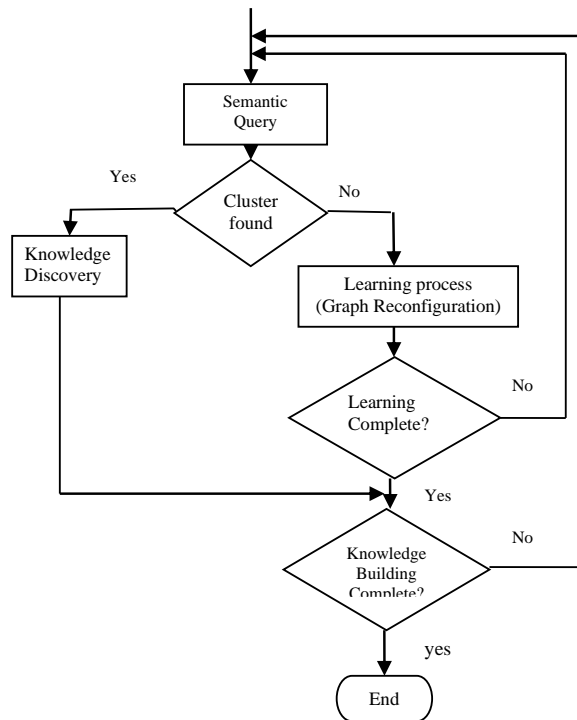 Semantic
Query
Yes
Cluster
found
No
Knowledge
Discovery
Learning process
(Graph Reconfiguration)
Learning
Complete?
No
Yes
Knowledge
Building
Complete?
No
yes
End